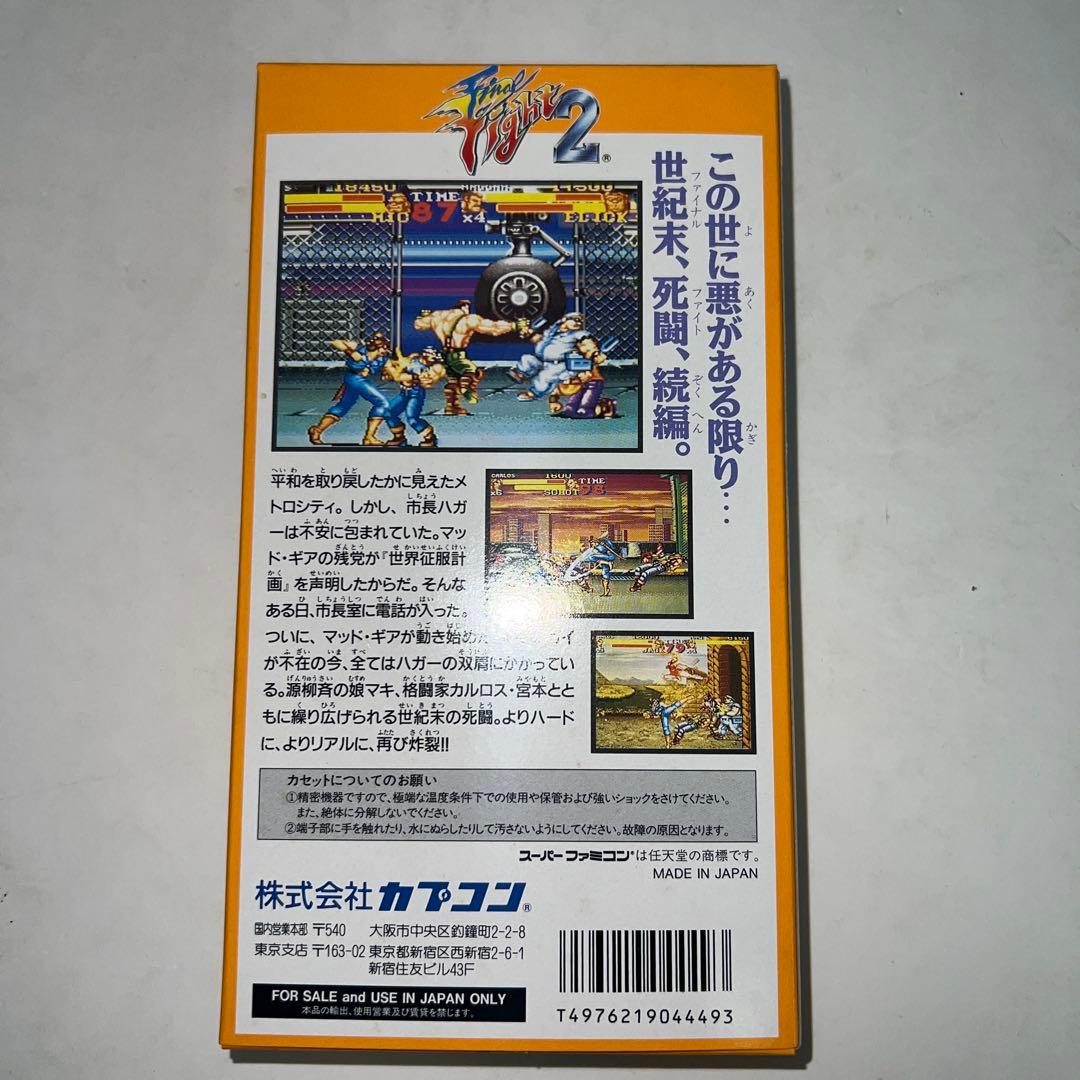 Final Fight 2®
この世に悪がある限り…
世紀末、死闘、続編。
18460
TIME
HAGGAR
14500
MIC
87
x4
ELICK
平和を取り戻したかに見えたメ
トロシティ。しかし、市長ハガ
ーは不安に包まれていた。マッ
ド・ギアの残党が『世界征服計
画』を声明したからだ。そんな
ある日、市長室に電話が入った。
ついに、マッド・ギアが動き始めた
イ
が不在の今、全てはハガーの双肩にかかってい
る。源柳斉の娘マキ、格闘家カルロス・宮本とと
もに繰り広げられる世紀末の死闘。よりハード
に、よりリアルに、再び炸裂!!
CARLOS
1600
TIME
x6
78
79
カセットについてのお願い
①精密機器ですので、極端な温度条件下での使用や保管および強いショックをさけてください。
また、絶体に分解しないでください。
②端子部に手を触れたり、水にぬらしたりして汚さないようにしてください。故障の原因となります。
スーパーファミコン®は任天堂の商標です。
MADE IN JAPAN
株式会社カプコン®
国内営業本部 〒540 大阪市中央区釣鐘町2-2-8
東京支店 〒163-02 東京都新宿区西新宿2-6-1
新宿住友ビル43F
FOR SALE and USE IN JAPAN ONLY
本品の輸出、使用営業及び賃貸を禁じます。
T4976219044493